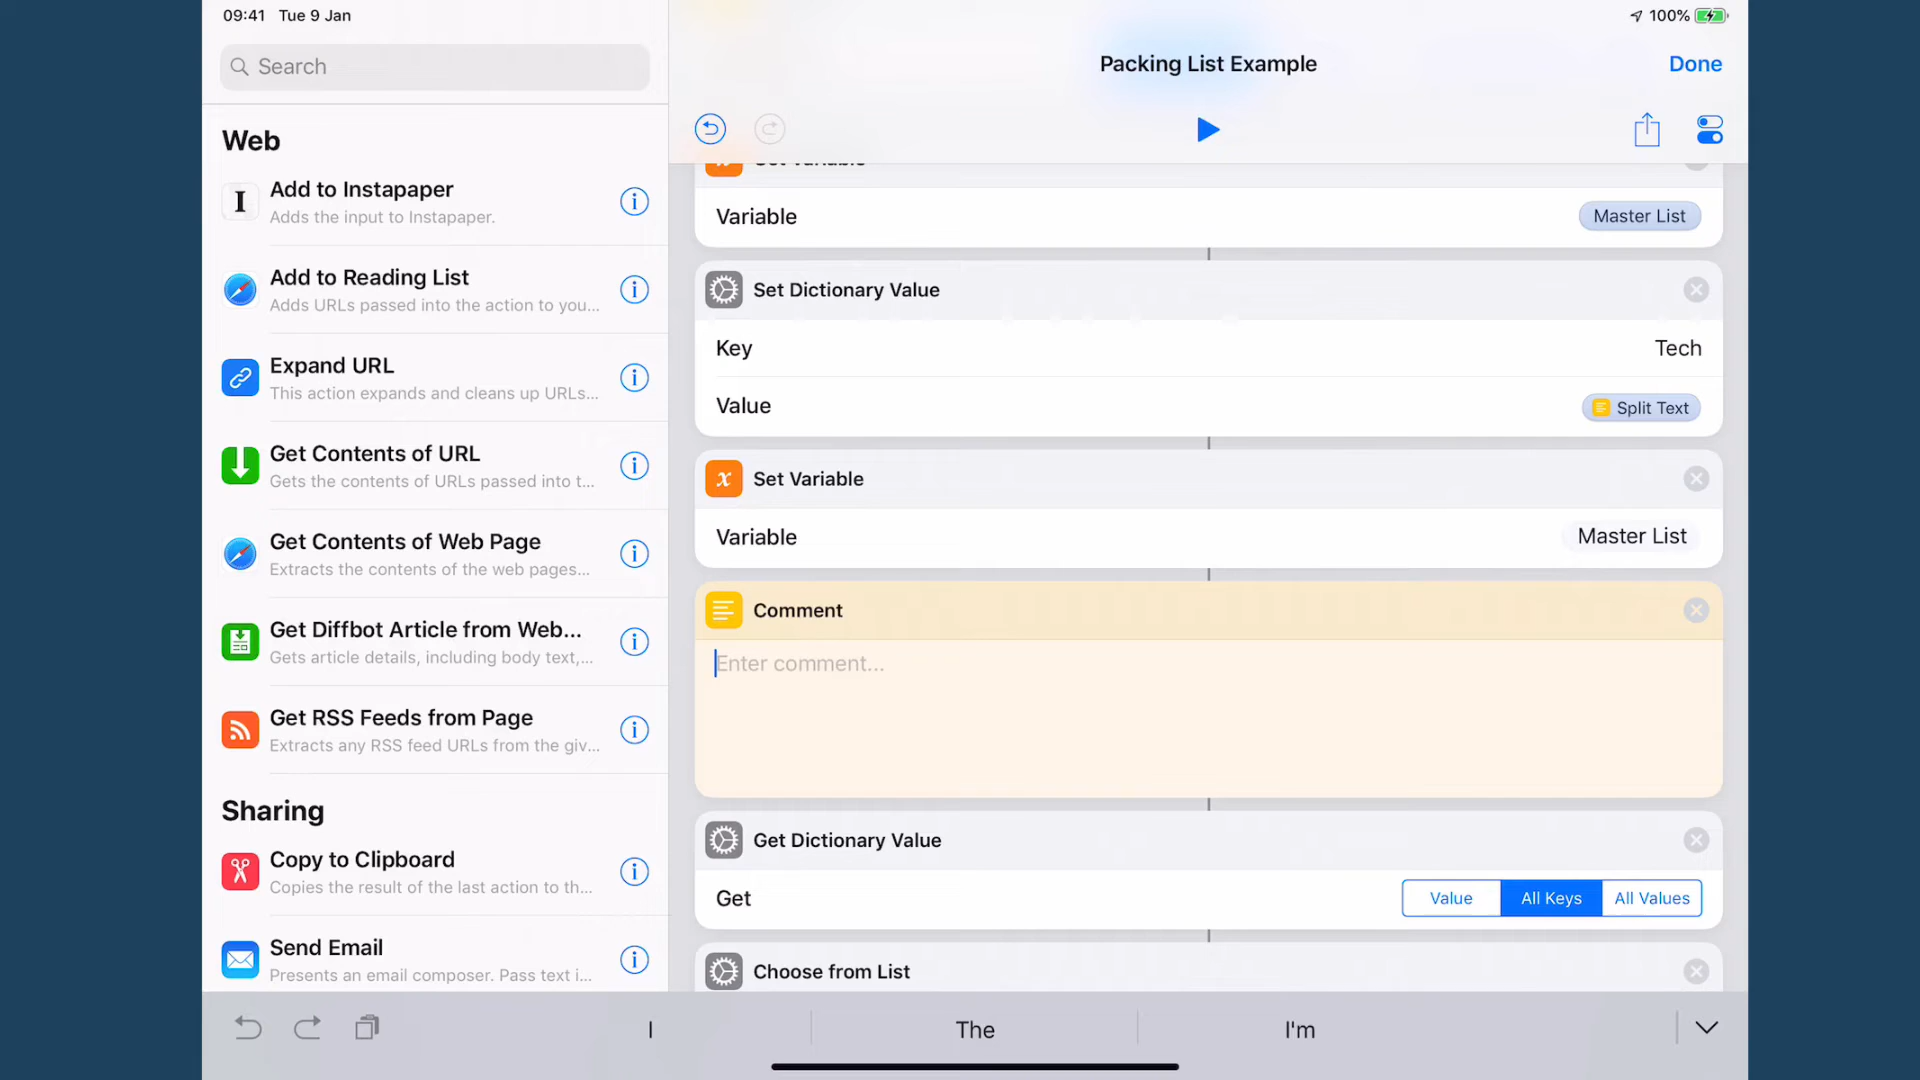 09:41 Tue 9 Jan
100%
Search
Packing List Example
Done
Web
Add to Instapaper
Adds the input to Instapaper.
Add to Reading List
Adds URLs passed into the action to you...
Expand URL
This action expands and cleans up URLs...
Get Contents of URL
Gets the contents of URLs passed into t...
Get Contents of Web Page
Extracts the contents of the web pages...
Get Diffbot Article from Web...
Gets article details, including body text,...
Get RSS Feeds from Page
Extracts any RSS feed URLs from the giv...
Sharing
Copy to Clipboard
Copies the result of the last action to th...
Send Email
Presents an email composer. Pass text i...
Set Variable
Variable Master List
Set Dictionary Value
Key Tech
Value Split Text
x Set Variable
Variable Master List
Comment
Enter comment...
Get Dictionary Value
Get Value All Keys All Values
Choose from List
I The I'm